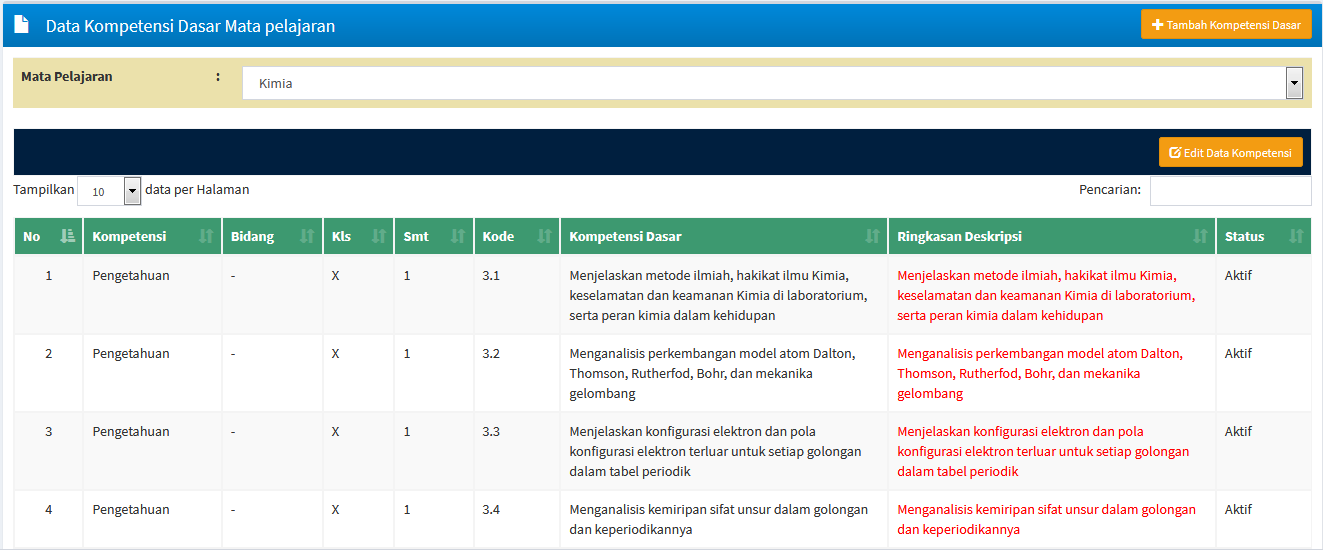 Data Kompetensi Dasar Mata pelajaran
Tambah Kompetensi Dasar
Mata Pelajaran : Kimia
Edit Data Kompetensi
Tampilkan 10 data per Halaman Pencarian:
No Kompetensi Bidang Kls Smt Kode Kompetensi Dasar Ringkasan Deskripsi Status
1 Pengetahuan - X 1 3.1 Menjelaskan metode ilmiah, hakikat ilmu Kimia, Menjelaskan metode ilmiah, hakikat ilmu Kimia, Aktif
keselamatan dan keamanan Kimia di laboratorium, keselamatan dan keamanan Kimia di laboratorium,
serta peran kimia dalam kehidupan serta peran kimia dalam kehidupan
2 Pengetahuan - X 1 3.2 Menganalisis perkembangan model atom Dalton, Menganalisis perkembangan model atom Dalton, Aktif
Thomson, Rutherfod, Bohr, dan mekanika Thomson, Rutherfod, Bohr, dan mekanika
gelombang gelombang
3 Pengetahuan - X 1 3.3 Menjelaskan konfigurasi elektron dan pola Menjelaskan konfigurasi elektron dan pola Aktif
konfigurasi elektron terluar untuk setiap golongan konfigurasi elektron terluar untuk setiap golongan
dalam tabel periodik dalam tabel periodik
4 Pengetahuan - X 1 3.4 Menganalisis kemiripan sifat unsur dalam golongan Menganalisis kemiripan sifat unsur dalam golongan Aktif
dan keperiodikannya dan keperiodikannya